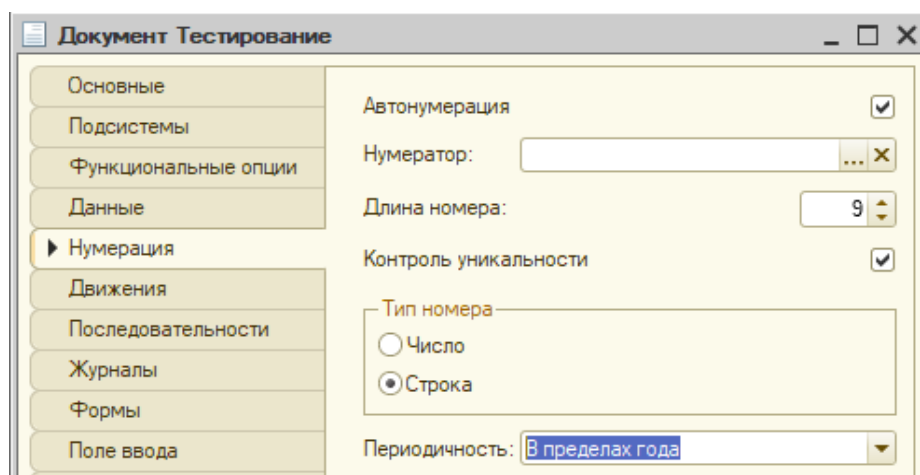 Документ Тестирование
Основные
Подсистемы
Функциональные опции
Данные
Нумерация
Движения
Последовательности
Журналы
Формы
Поле ввода
Автонумерация
Нумератор:
...
Длина номера: 9
Контроль уникальности
Тип номера
Число
Строка
Периодичность: В пределах года